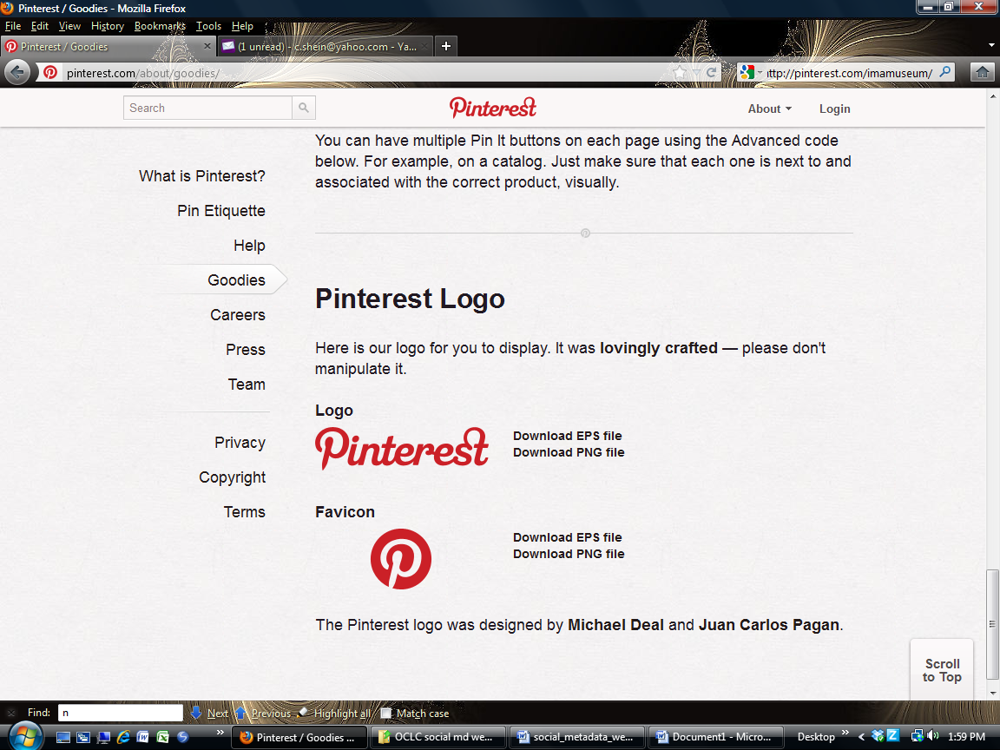 Pinterest / Goodies - Mozilla Firefox
File Edit View History Bookmarks Tools Help
Pinterest / Goodies
(1 unread) - c.shein@yahoo.com - Ya...
pinterest.com/about/goodies/
ttp://pinterest.com/imamuseum/
Search
Pinterest
About
Login
You can have multiple Pin It buttons on each page using the Advanced code
below. For example, on a catalog. Just make sure that each one is next to and
associated with the correct product, visually.
What is Pinterest?
Pin Etiquette
Help
Goodies
Careers
Press
Team
Privacy
Copyright
Terms
Pinterest Logo
Here is our logo for you to display. It was lovingly crafted — please don't
manipulate it.
Logo
Pinterest
Download EPS file
Download PNG file
Favicon
Download EPS file
Download PNG file
The Pinterest logo was designed by Michael Deal and Juan Carlos Pagan.
Scroll
to Top
Find: n Next Previous Highlight all Match case
Pinterest / Goodies ...
OCLC social md we...
social_metadata_we...
Document1 - Micro...
Desktop
1:59 PM